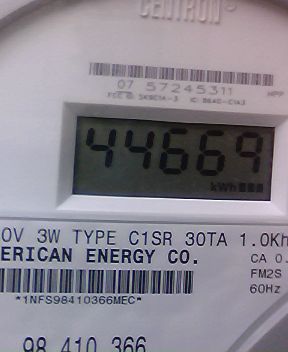 CENTRON®
07 57245311
44669
kWh
0V 3W TYPE C1SR 30TA 1.0Kh
ERICAN ENERGY CO.
CA 0.
FM2S
60Hz
*1NFS98410366MEC*
98 410 366